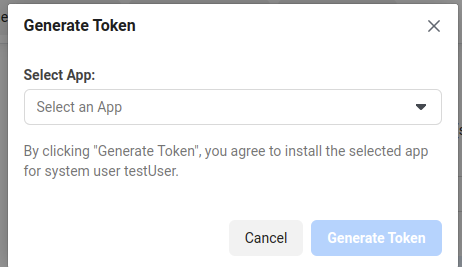 Generate Token
Select App:
Select an App
By clicking "Generate Token", you agree to install the selected app
for system user testUser.
Cancel
Generate Token